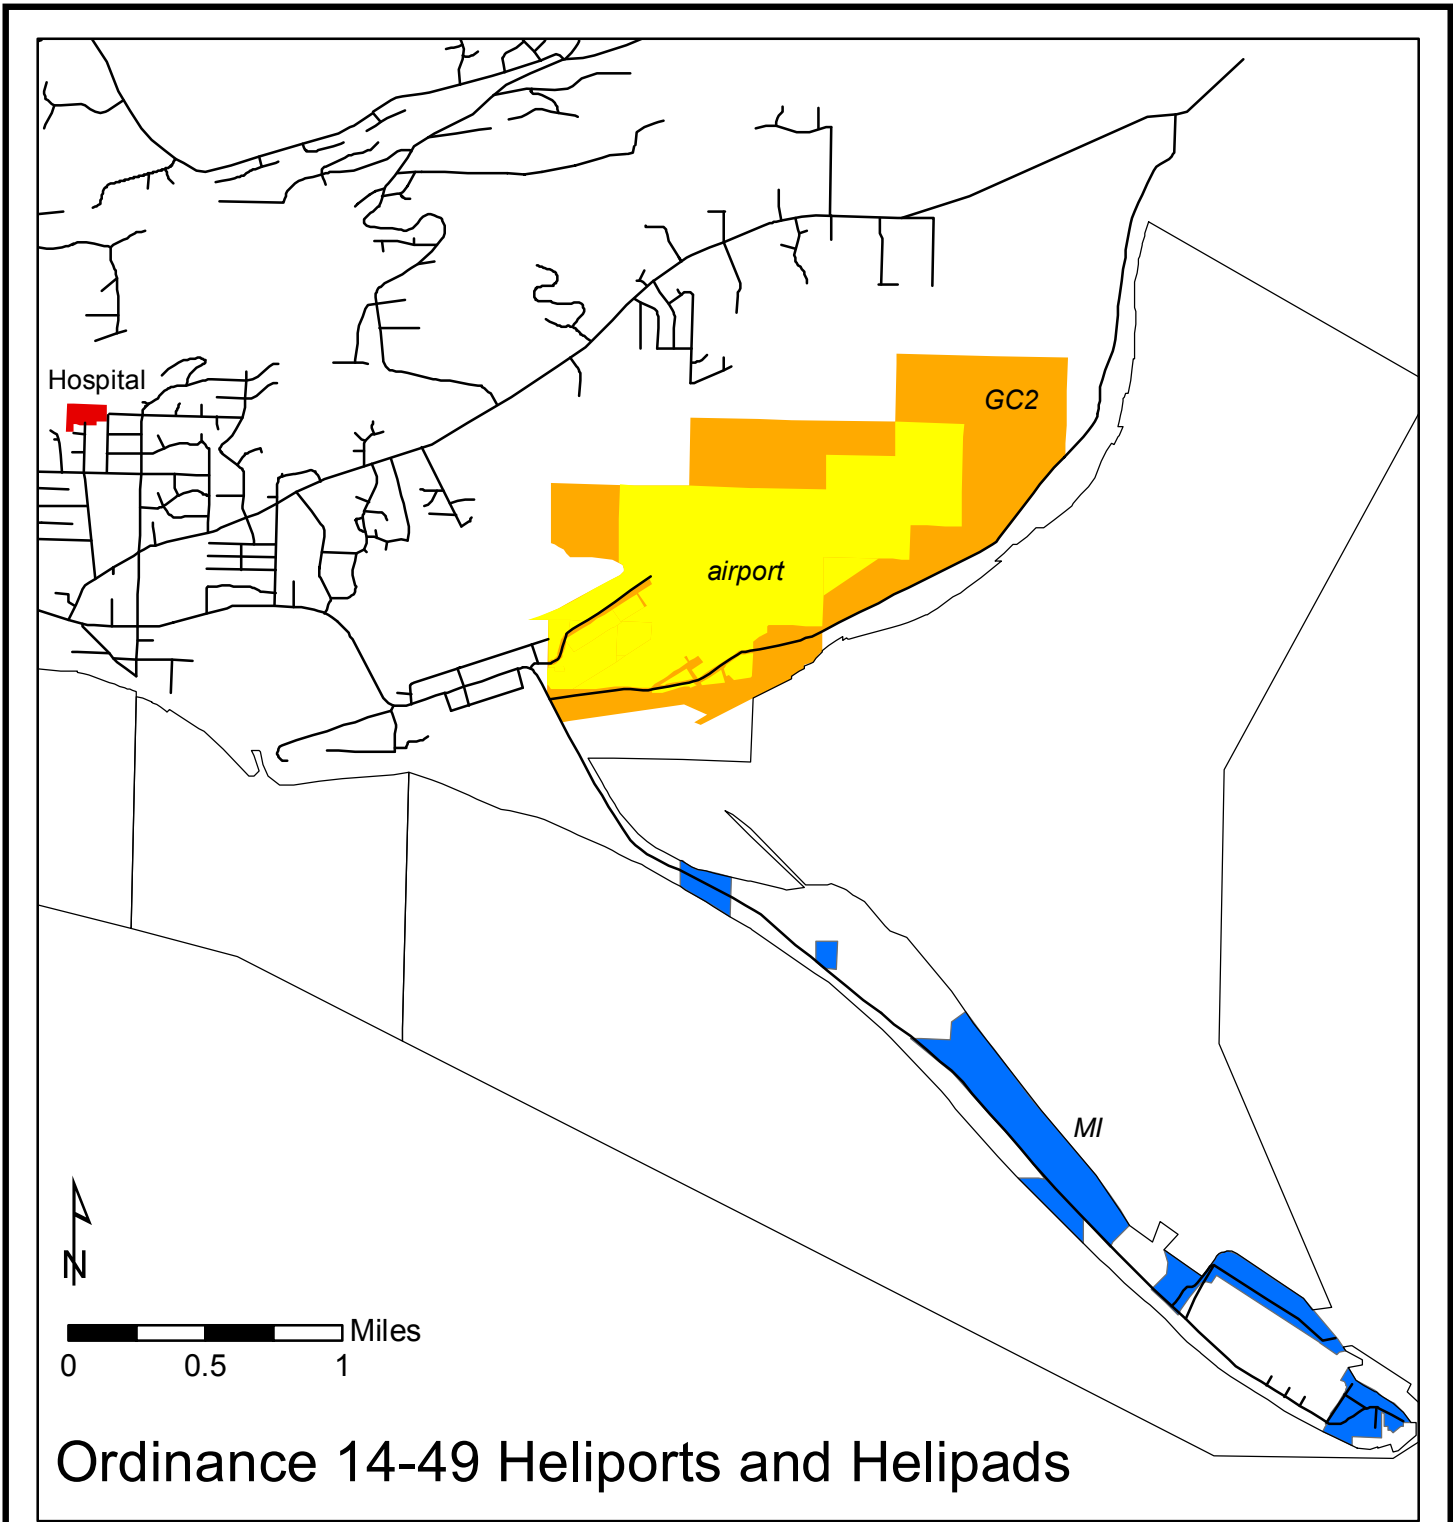 GC2
Hospital
airport
MI
N
Miles
0 0.5 1
Ordinance 14-49 Heliports and Helipads